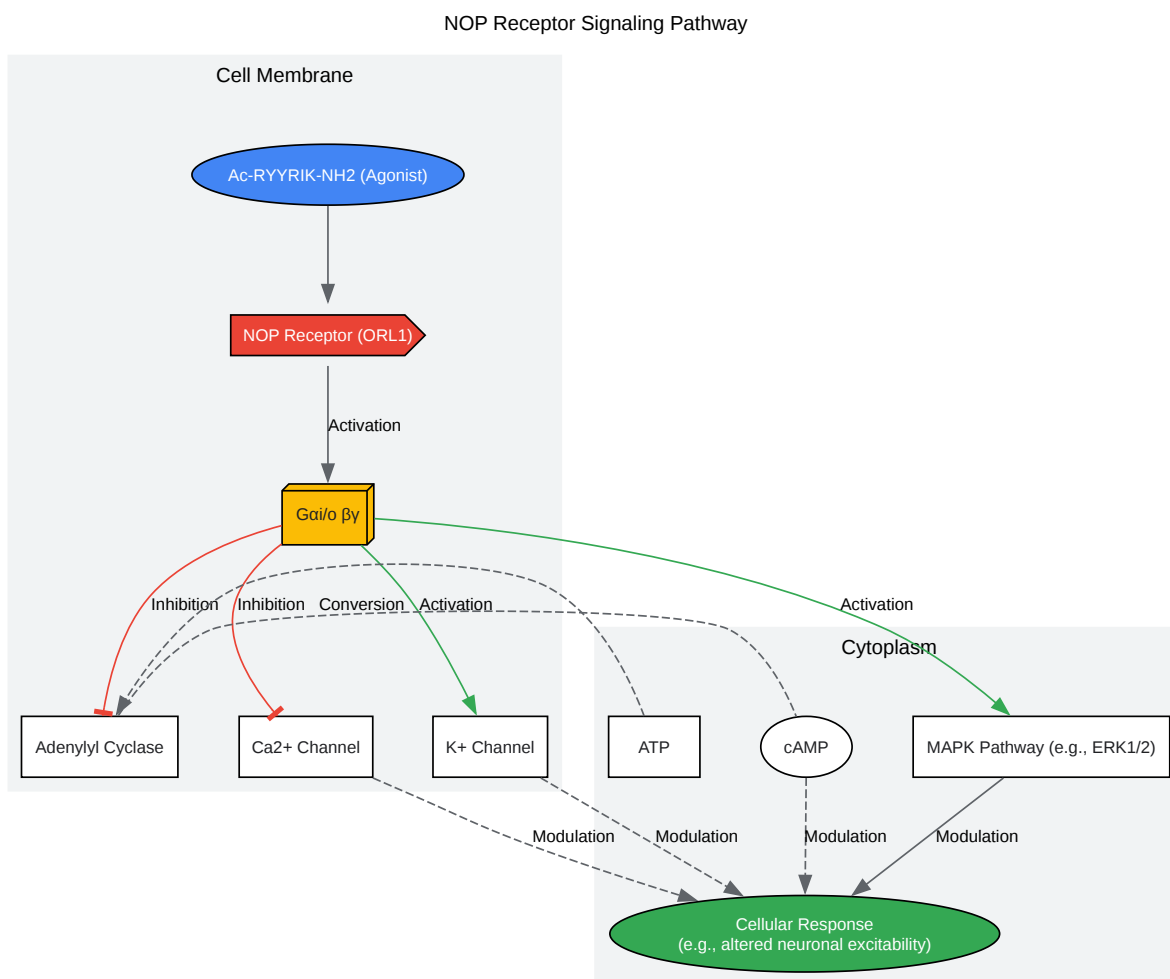 NOP Receptor Signaling Pathway
Cell Membrane
Ac-RYYRIK-NH2 (Agonist)
NOP Receptor (ORL1)
Activation
Gαi/o βγ
Inhibition
Inhibition
Conversion
Activation
Activation
Cytoplasm
Adenylyl Cyclase
Ca2+ Channel
K+ Channel
ATP
cAMP
MAPK Pathway (e.g., ERK1/2)
Modulation
Modulation
Modulation
Modulation
Cellular Response
(e.g., altered neuronal excitability)